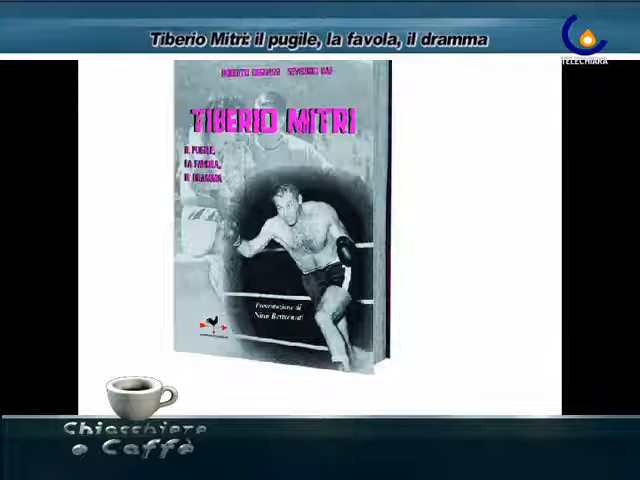 Tiberio Mitri: il pugile, la favola, il dramma
TELECHIARA
TIBERIO MITRI
IL PUGILE,
LA FAVOLA,
IL DRAMMA
Presentazione di
Nino Benvenuti
Chiacchiere
e Caffè